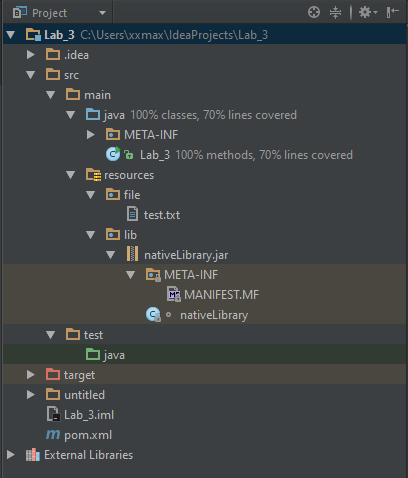 Project
Lab_3 C:\Users\xxmax\IdeaProjects\Lab_3
.idea
src
main
java 100% classes, 70% lines covered
META-INF
Lab_3 100% methods, 70% lines covered
resources
file
test.txt
lib
nativeLibrary.jar
META-INF
MANIFEST.MF
nativeLibrary
test
java
target
untitled
Lab_3.iml
pom.xml
External Libraries